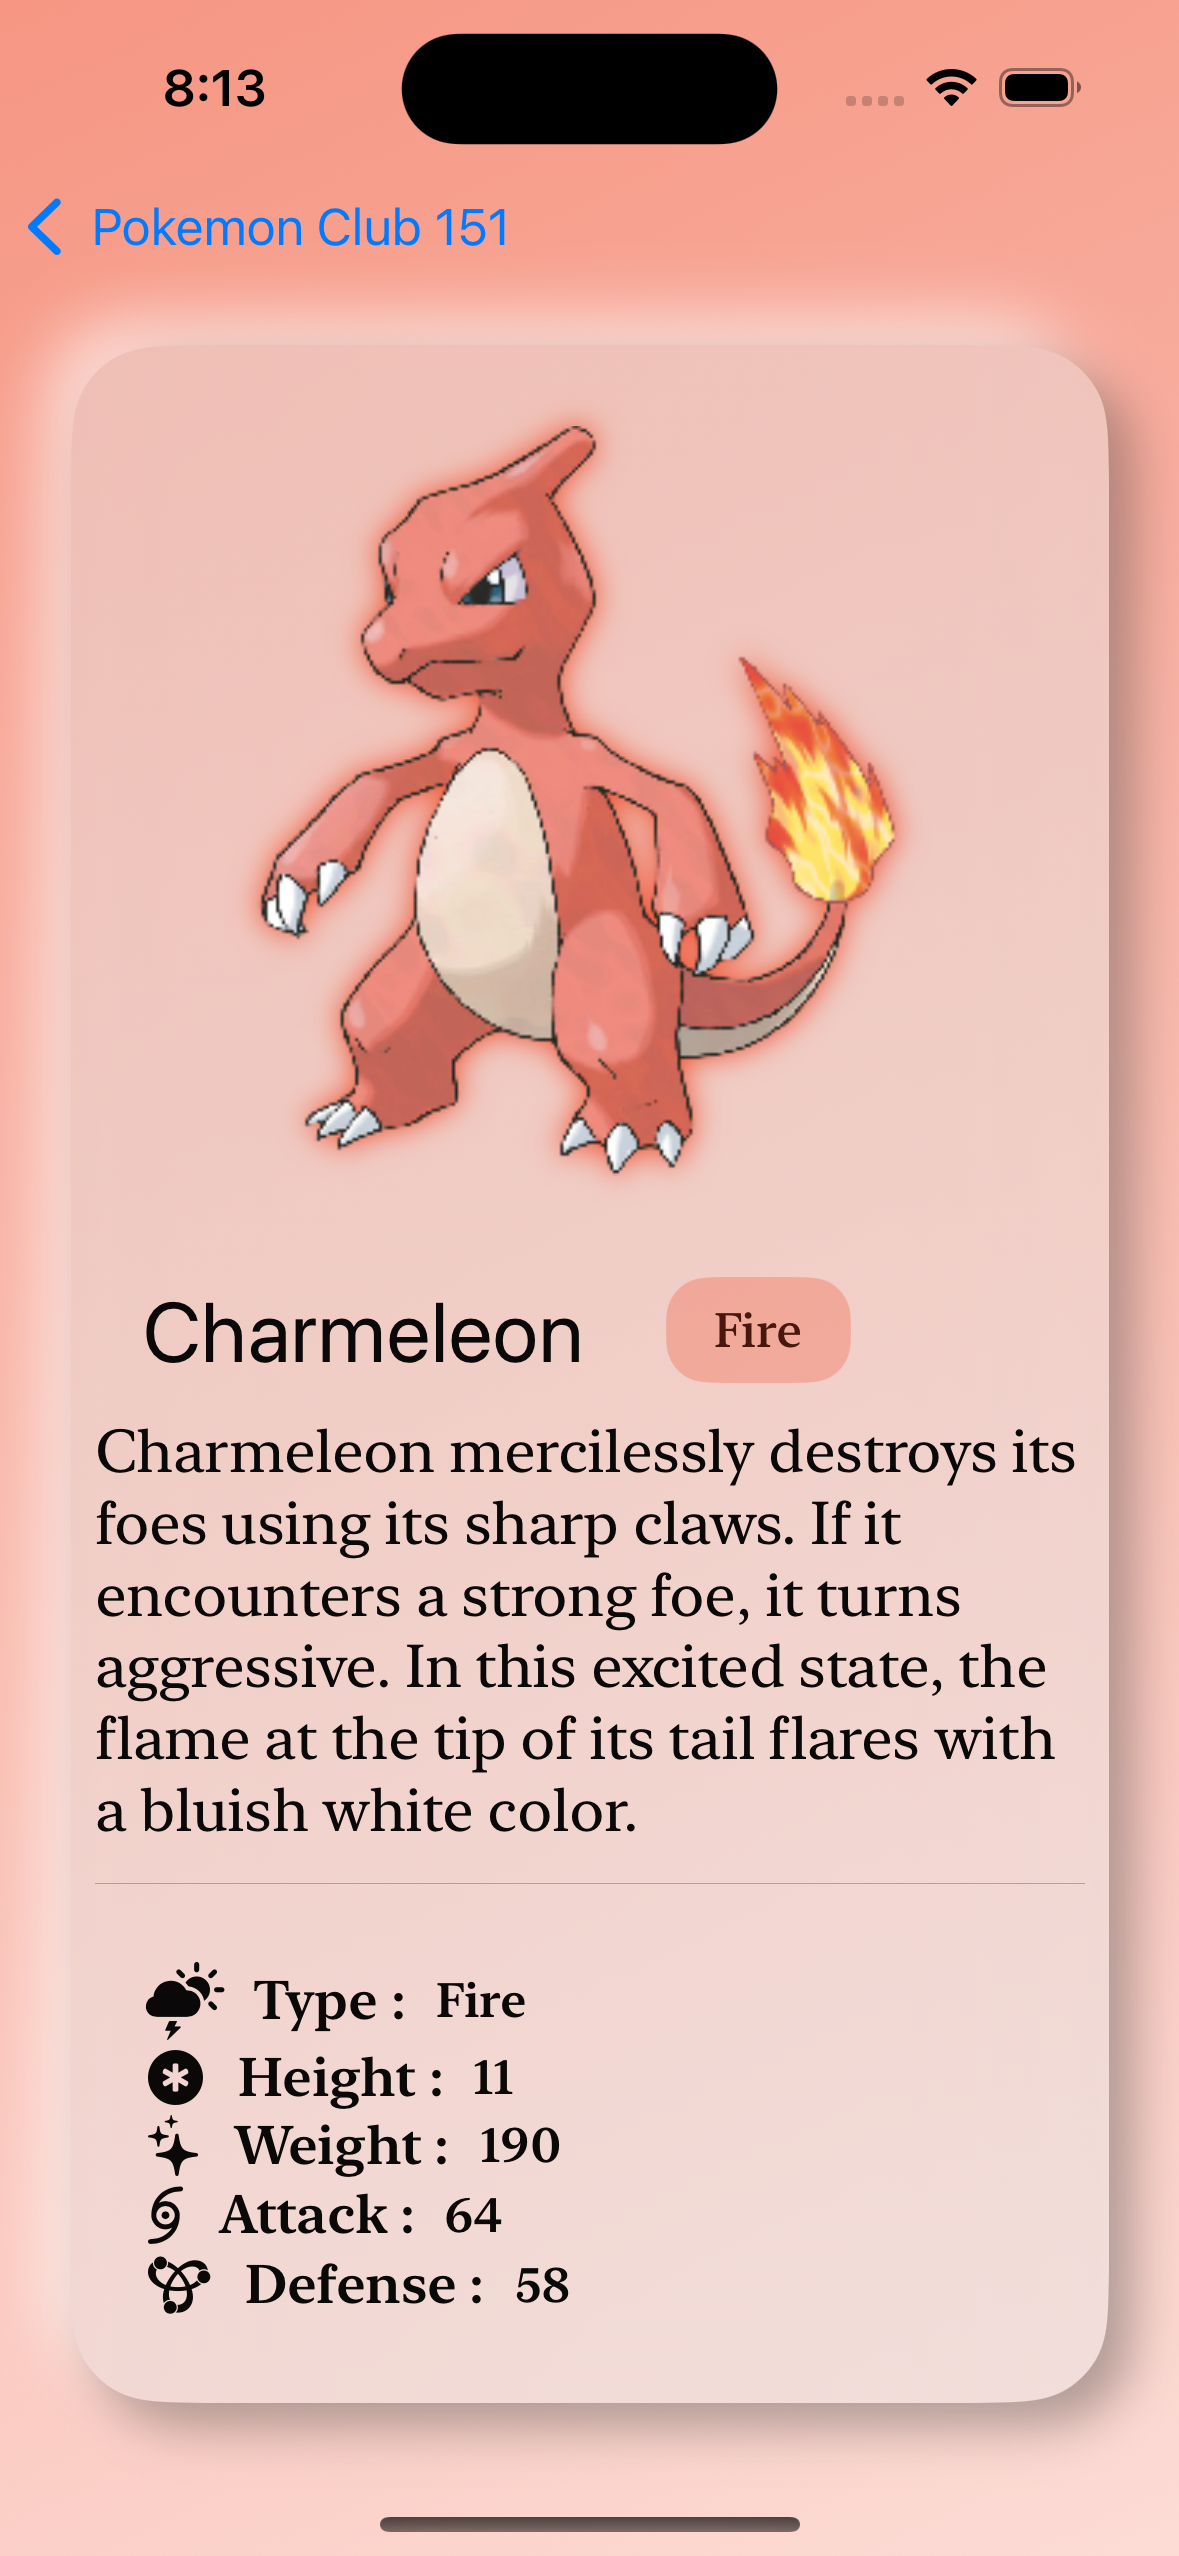 8:13
Pokemon Club 151
Charmeleon
Fire
Charmeleon mercilessly destroys its
foes using its sharp claws. If it
encounters a strong foe, it turns
aggressive. In this excited state, the
flame at the tip of its tail flares with
a bluish white color.
Type : Fire
Height : 11
Weight : 190
Attack : 64
Defense : 58